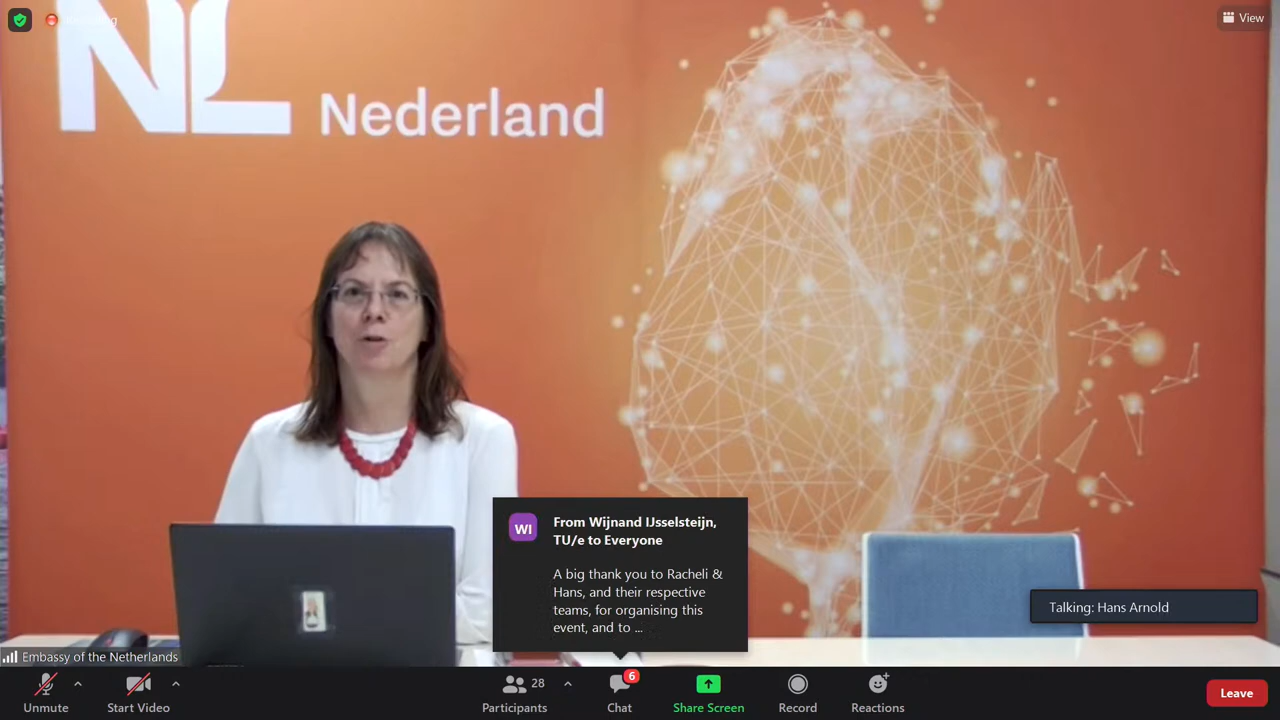 View
NL
Nederland
From Wijnand IJsselsteijn,
TU/e to Everyone
WI
A big thank you to Racheli &
Hans, and their respective
teams, for organising this
event, and to ...
Talking: Hans Arnold
Embassy of the Netherlands
Unmute
Start Video
28
Participants
6
Chat
Share Screen
Record
Reactions
Leave